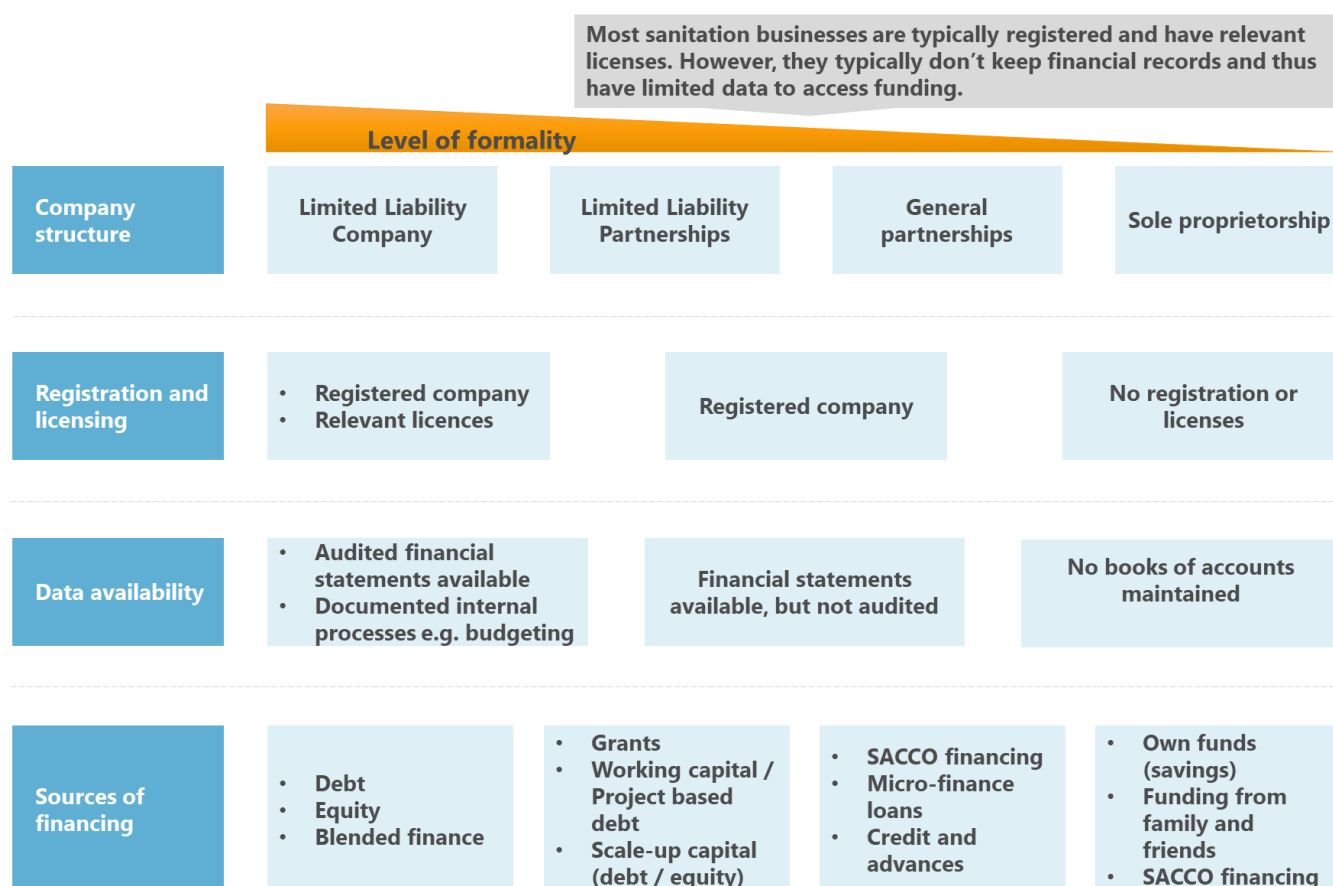 Most sanitation businesses are typically registered and have relevant
licenses. However, they typically don’t keep financial records and thus
have limited data to access funding.
Level of formality
Company
structure
Limited Liability
Company
Limited Liability
Partnerships
General
partnerships
Sole proprietorship
Registration and
licensing
• Registered company
• Relevant licences
Registered company
No registration or
licenses
Data availability
• Audited financial
statements available
• Documented internal
processes e.g. budgeting
Financial statements
available, but not audited
No books of accounts
maintained
Sources of
financing
• Debt
• Equity
• Blended finance
• Grants
• Working capital /
Project based
debt
• Scale-up capital
(debt / equity)
• SACCO financing
• Micro-finance
loans
• Credit and
advances
• Own funds
(savings)
• Funding from
family and
friends
• SACCO financing